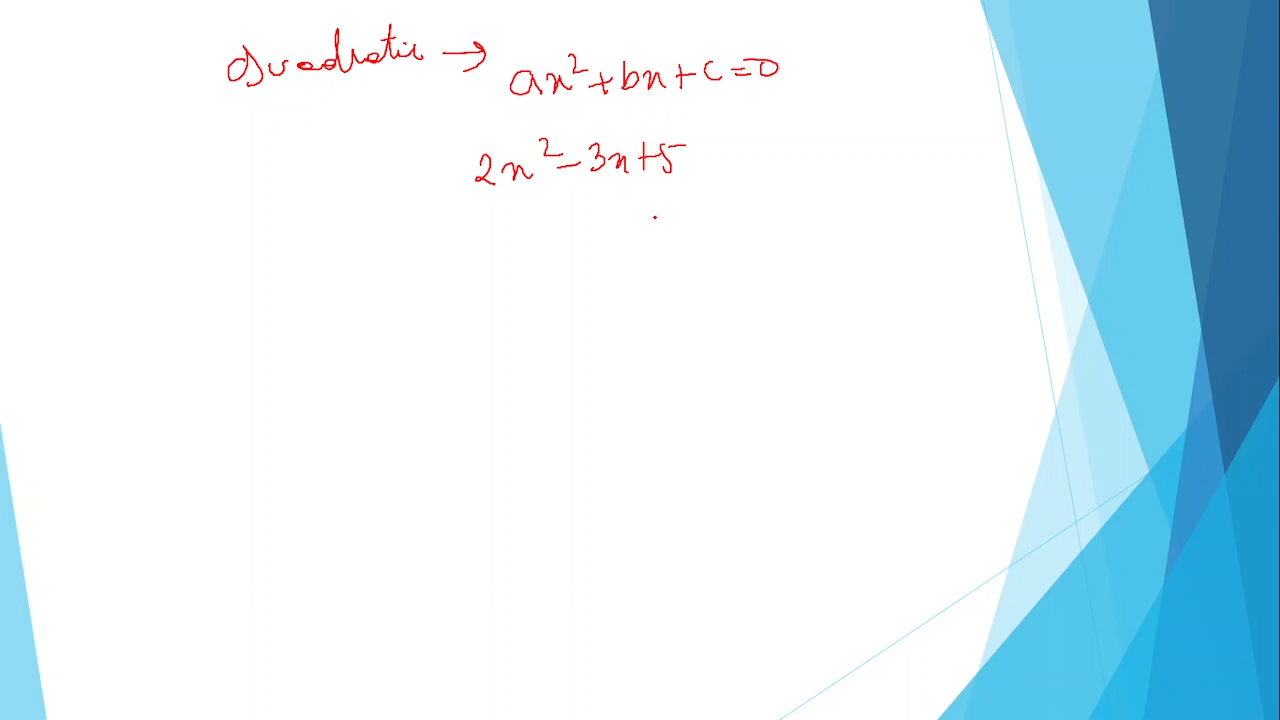 Quadratic → ax² + bx + c = 0
2x² - 3x + 5